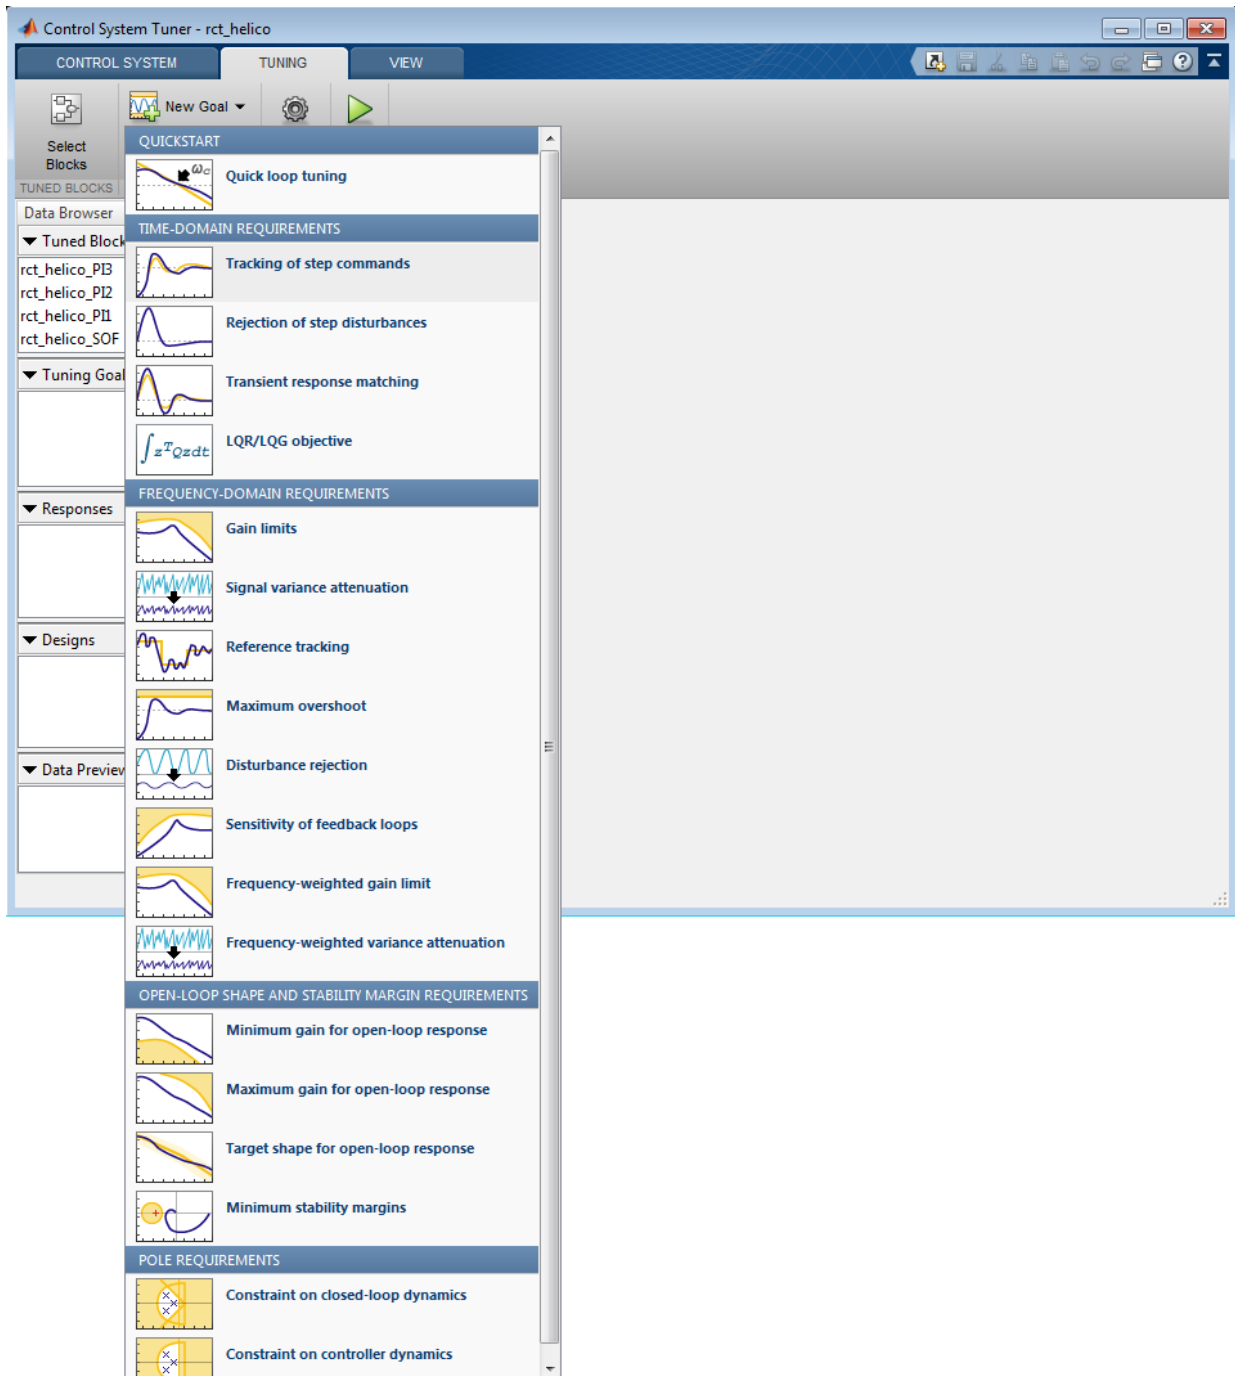 Control System Tuner - rct_helico
CONTROL SYSTEM
TUNING
VIEW
New Goal
Select
Blocks
TUNED BLOCKS
Data Browser
Tuned Block
rct_helico_PI3
rct_helico_PI2
rct_helico_PI1
rct_helico_SOF
Tuning Goal
Responses
Designs
Data Preview
QUICKSTART
ωc
Quick loop tuning
TIME-DOMAIN REQUIREMENTS
Tracking of step commands
Rejection of step disturbances
Transient response matching
∫zᵀQzdt
LQR/LQG objective
FREQUENCY-DOMAIN REQUIREMENTS
Gain limits
Signal variance attenuation
Reference tracking
Maximum overshoot
Disturbance rejection
Sensitivity of feedback loops
Frequency-weighted gain limit
Frequency-weighted variance attenuation
OPEN-LOOP SHAPE AND STABILITY MARGIN REQUIREMENTS
Minimum gain for open-loop response
Maximum gain for open-loop response
Target shape for open-loop response
Minimum stability margins
POLE REQUIREMENTS
Constraint on closed-loop dynamics
Constraint on controller dynamics